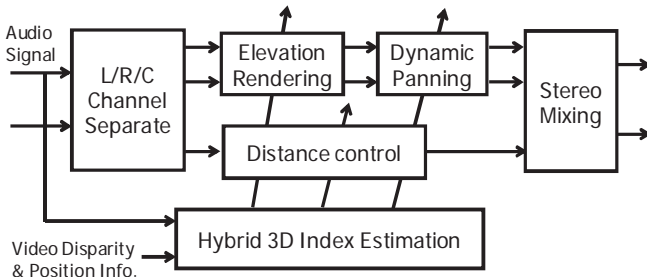 Audio
Signal
L/R/C
Channel
Separate
Elevation
Rendering
Dynamic
Panning
Stereo
Mixing
Distance control
Hybrid 3D Index Estimation
Video Disparity
& Position Info.